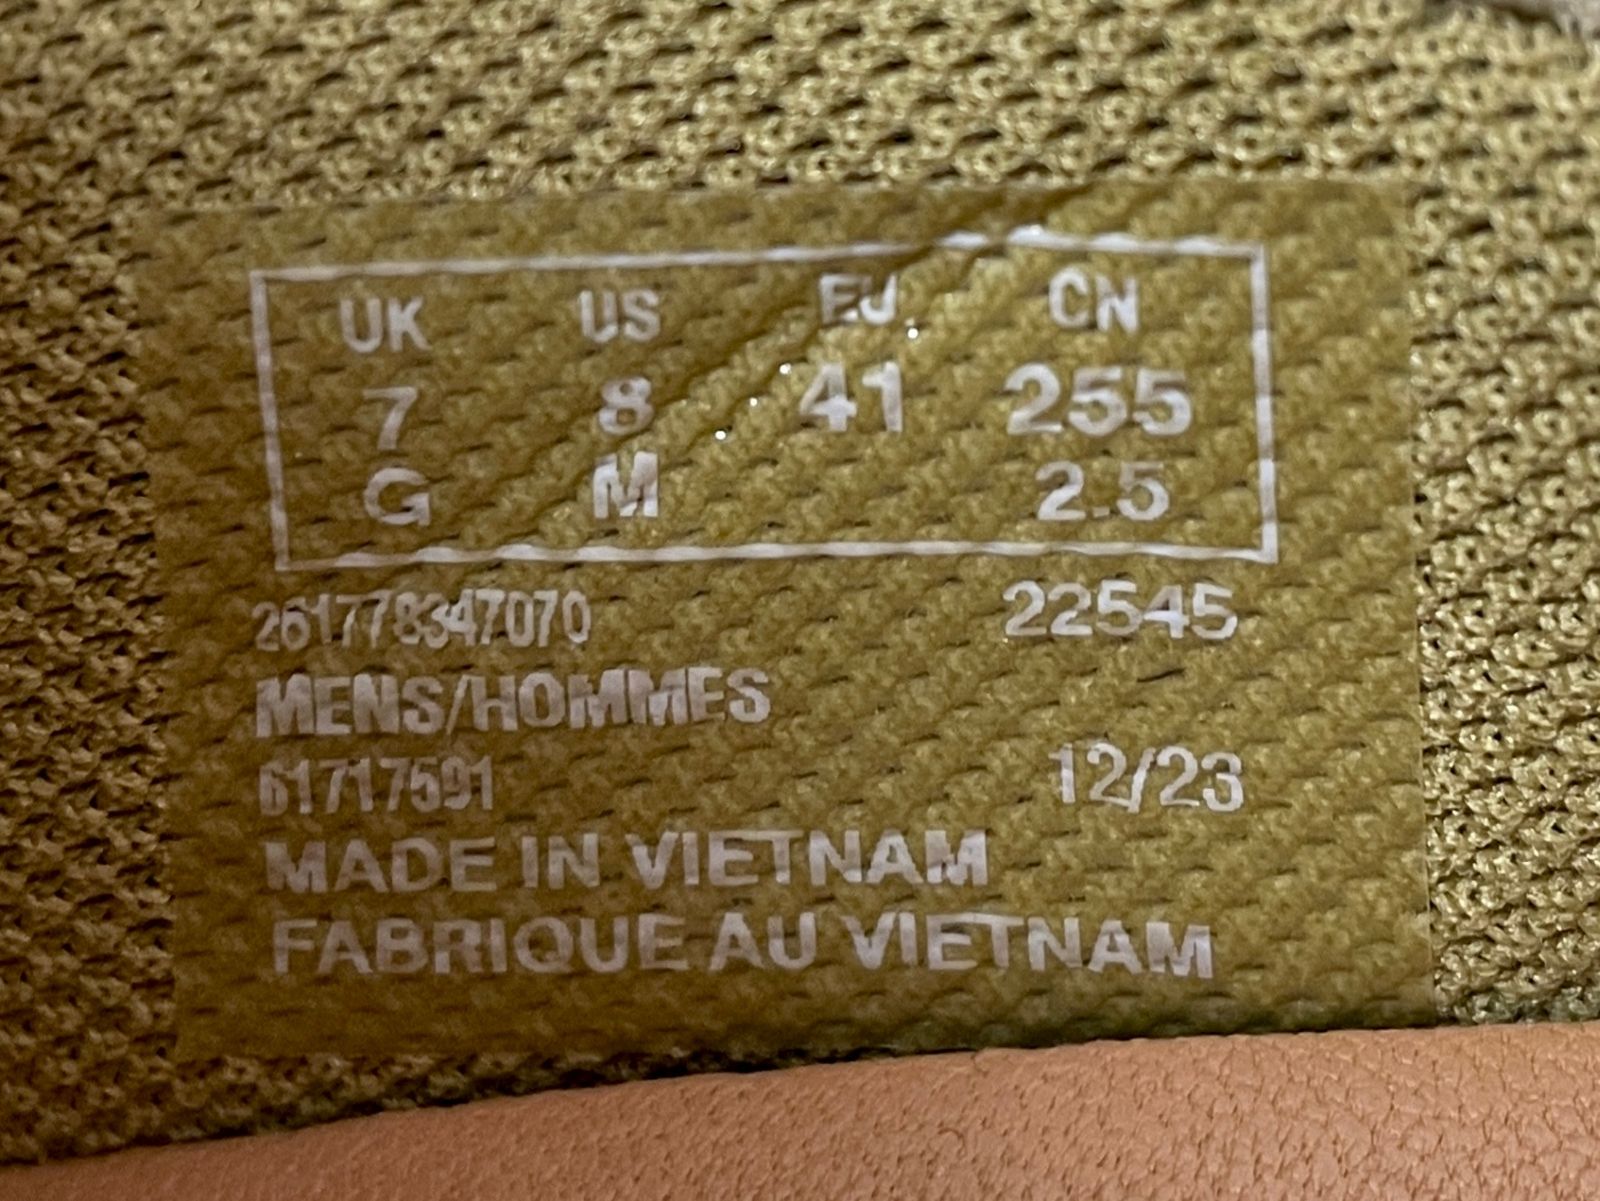 UK US EU CN
7 8 41 255
G M 2.5
261778347070 22545
MENS/HOMMES
61717591 12/23
MADE IN VIETNAM
FABRIQUE AU VIETNAM